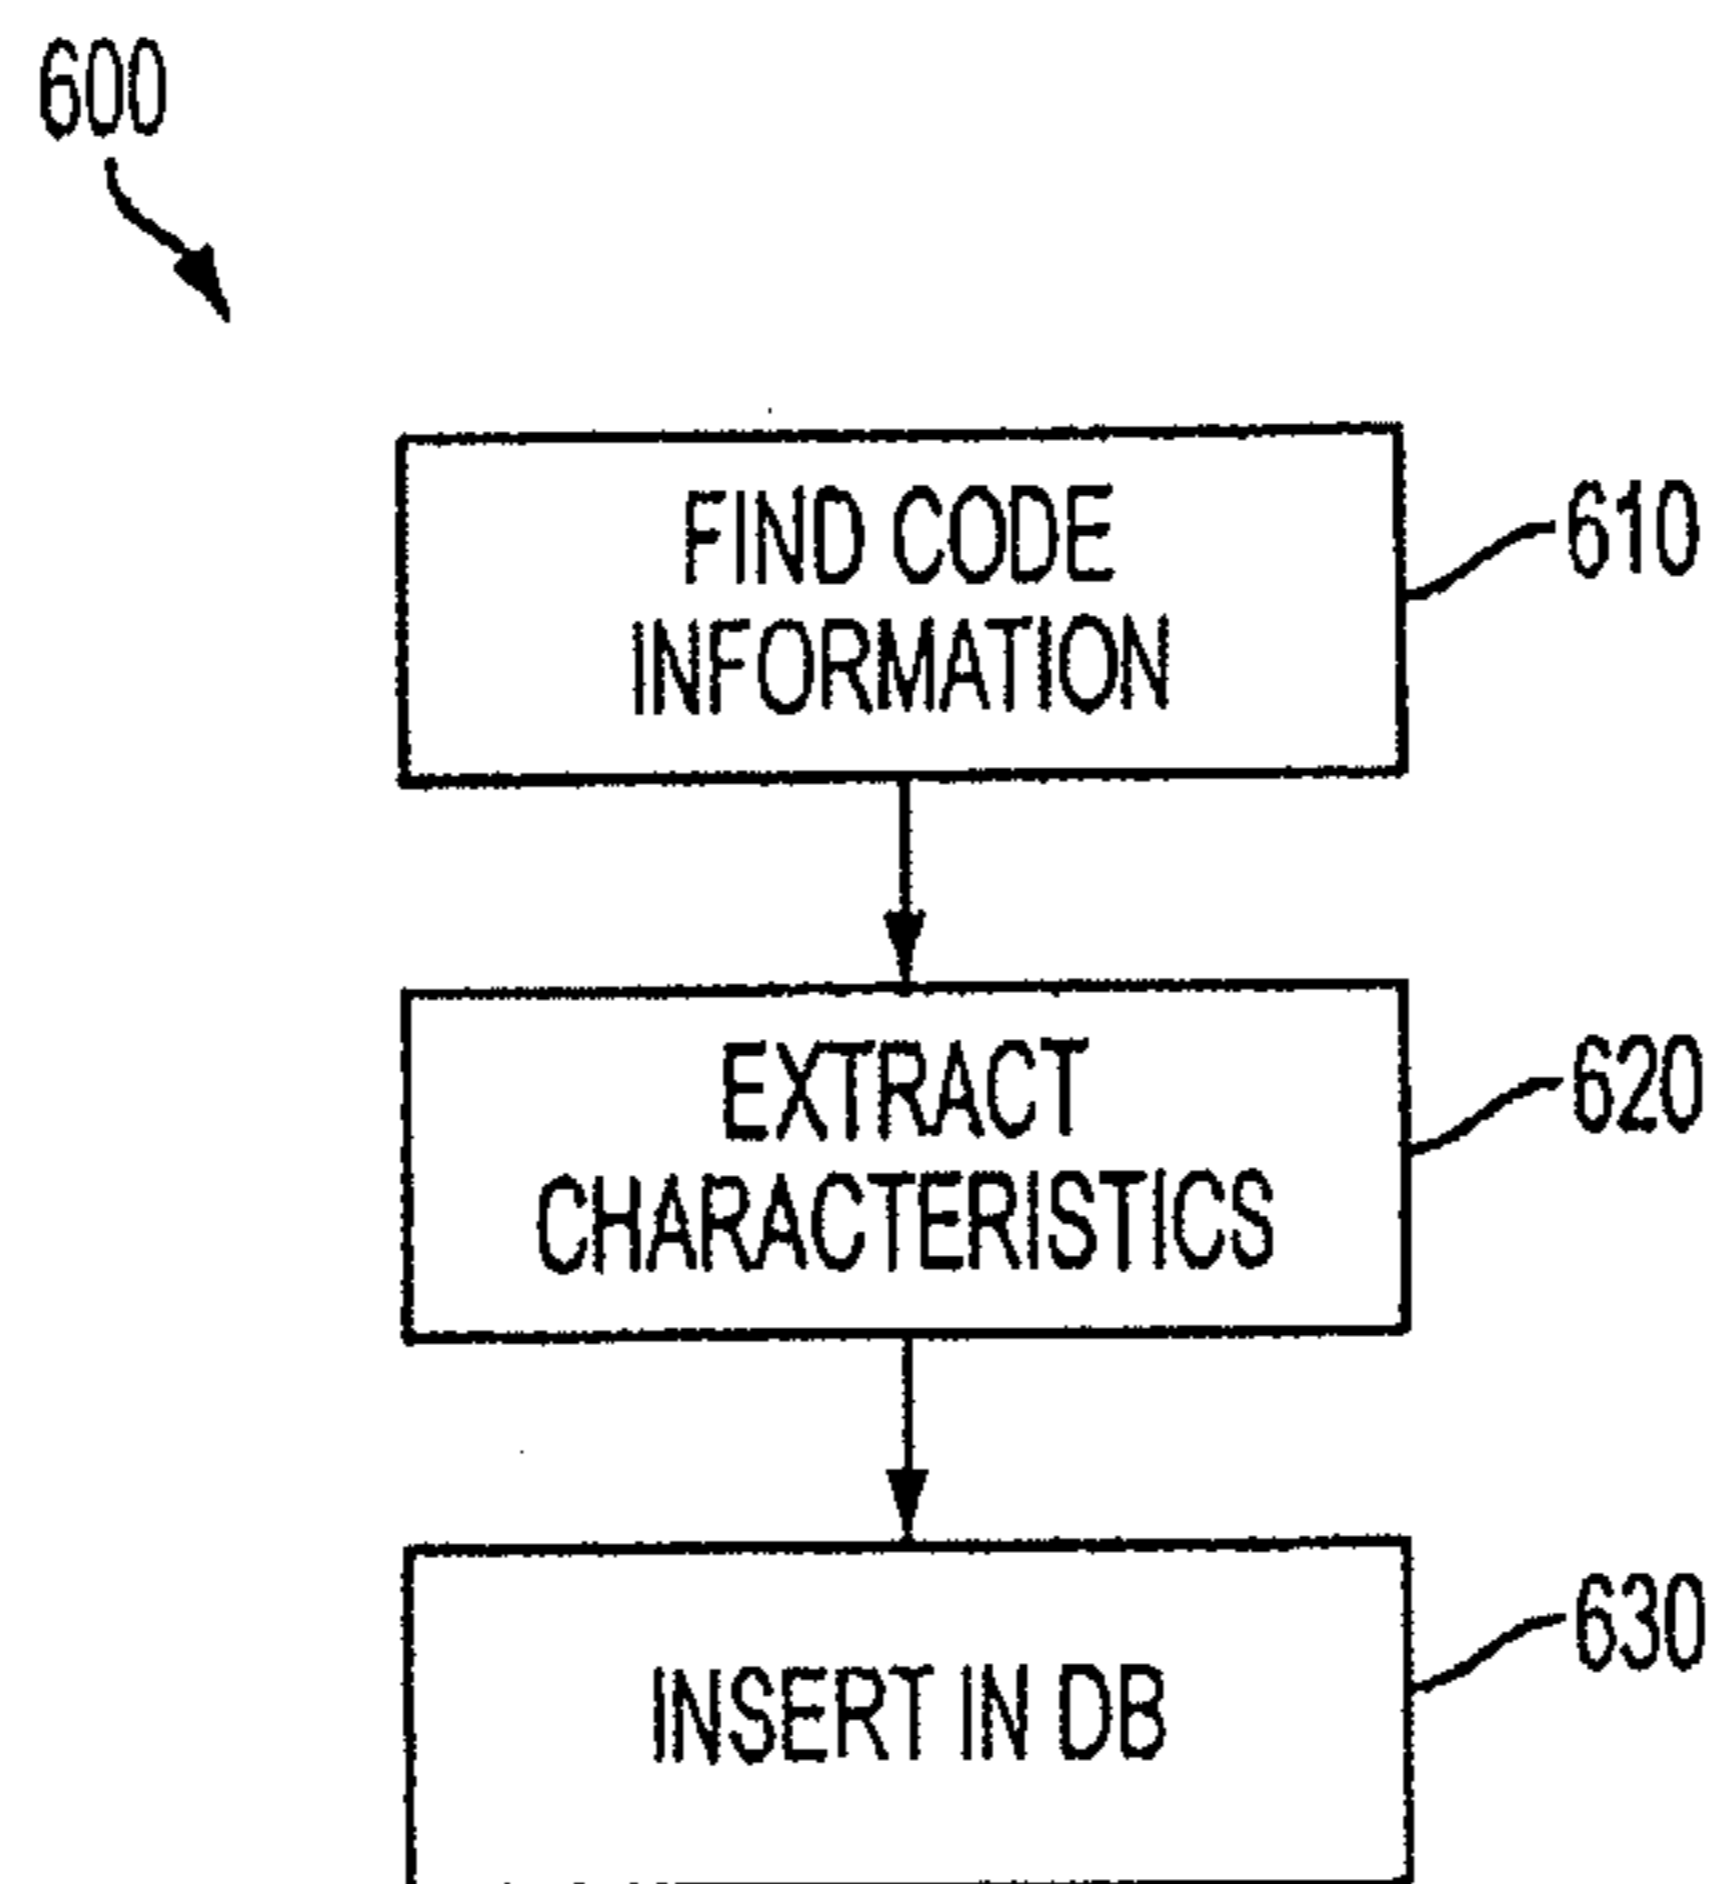 600
FIND CODE
INFORMATION
610
EXTRACT
CHARACTERISTICS
620
INSERT IN DB
630